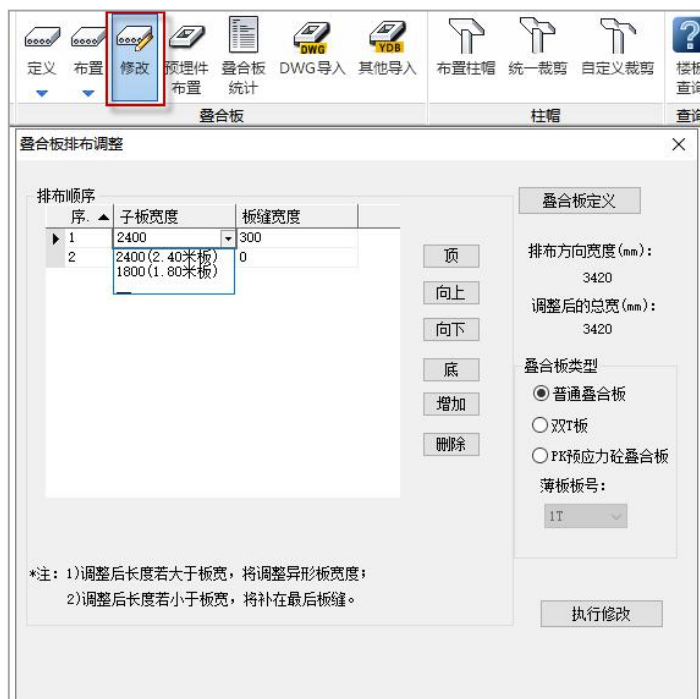 定义 布置 修改 预埋件布置 叠合板统计 DWG导入 其他导入 布置柱帽 统一裁剪 自定义裁剪
DWG YDB
叠合板 柱帽 查询
叠合板排布调整
排布顺序
序. 子板宽度 板缝宽度
1 2400 300
2 2400(2.40米板) 0
1800(1.80米板)
顶
向上
向下
底
增加
删除
叠合板定义
排布方向宽度(mm):
3420
调整后的总宽(mm):
3420
叠合板类型
普通叠合板
双T板
PK预应力砼叠合板
薄板板号:
1T
*注: 1)调整后长度若大于板宽，将调整异形板宽度;
2)调整后长度若小于板宽，将补在最后板缝。
执行修改